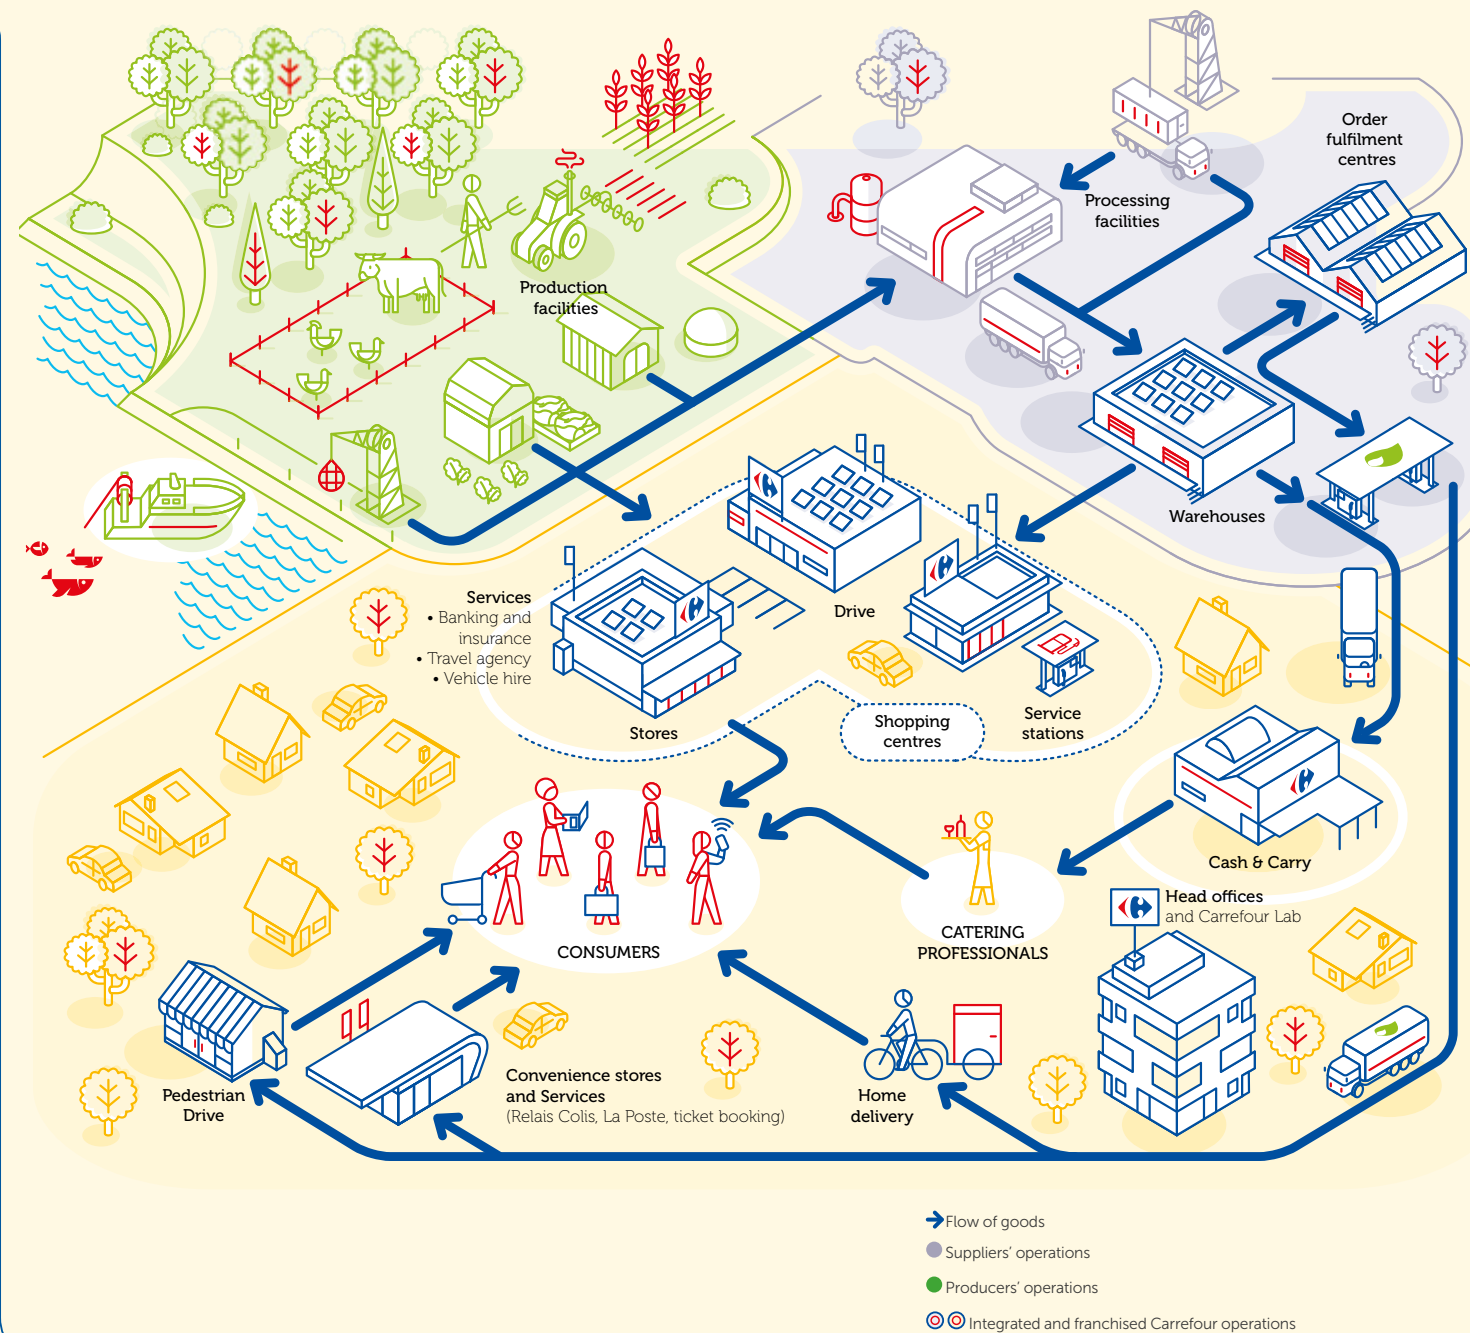 Order
fulfilment
centres
Processing
facilities
Production
facilities
Warehouses
Services
• Banking and
insurance
• Travel agency
• Vehicle hire
Drive
Stores
Shopping
centres
Service
stations
Cash & Carry
Head offices
and Carrefour Lab
CONSUMERS
CATERING
PROFESSIONALS
Pedestrian
Drive
Convenience stores
and Services
(Relais Colis, La Poste, ticket booking)
Home
delivery
Flow of goods
Suppliers' operations
Producers' operations
Integrated and franchised Carrefour operations